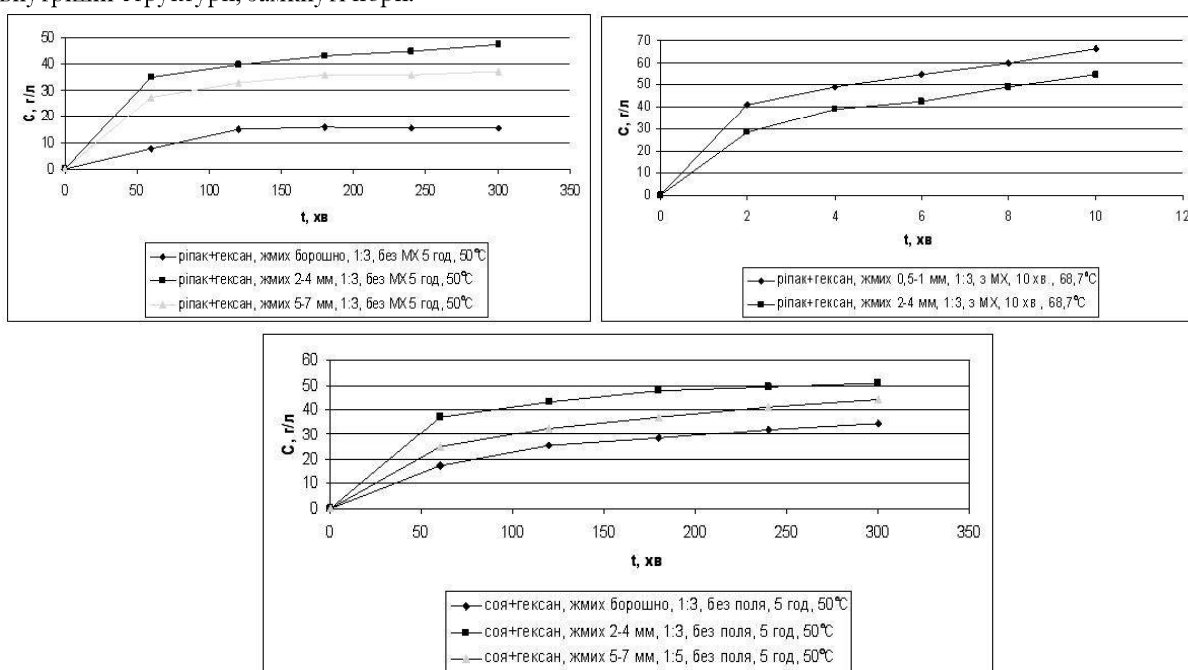 внутрішні структури, замкнуті пори.
50
40
30
20
10
0
С, г/л
0 50 100 150 200 250 300 350
t, хв
ріпак+гексан, жмих борошно, 1:3, без МХ 5 год, 50°С
ріпак+гексан, жмих 2-4 мм, 1:3, без МХ 5 год, 50°С
ріпак+гексан, жмих 5-7 мм, 1:3, без МХ 5 год, 50°С
70
60
50
40
30
20
10
0
С, г/л
0 2 4 6 8 10 12
t, хв
ріпак+гексан, жмих 0,5-1 мм, 1:3, з МХ, 10 хв., 68,7°С
ріпак+гексан, жмих 2-4 мм, 1:3, з МХ, 10 хв., 68,7°С
60
50
40
30
20
10
0
С, г/л
0 50 100 150 200 250 300 350
t, хв
соя+гексан, жмих борошно, 1:3, без поля, 5 год, 50°С
соя+гексан, жмих 2-4 мм, 1:3, без поля, 5 год, 50°С
соя+гексан, жмих 5-7 мм, 1:5, без поля, 5 год, 50°С